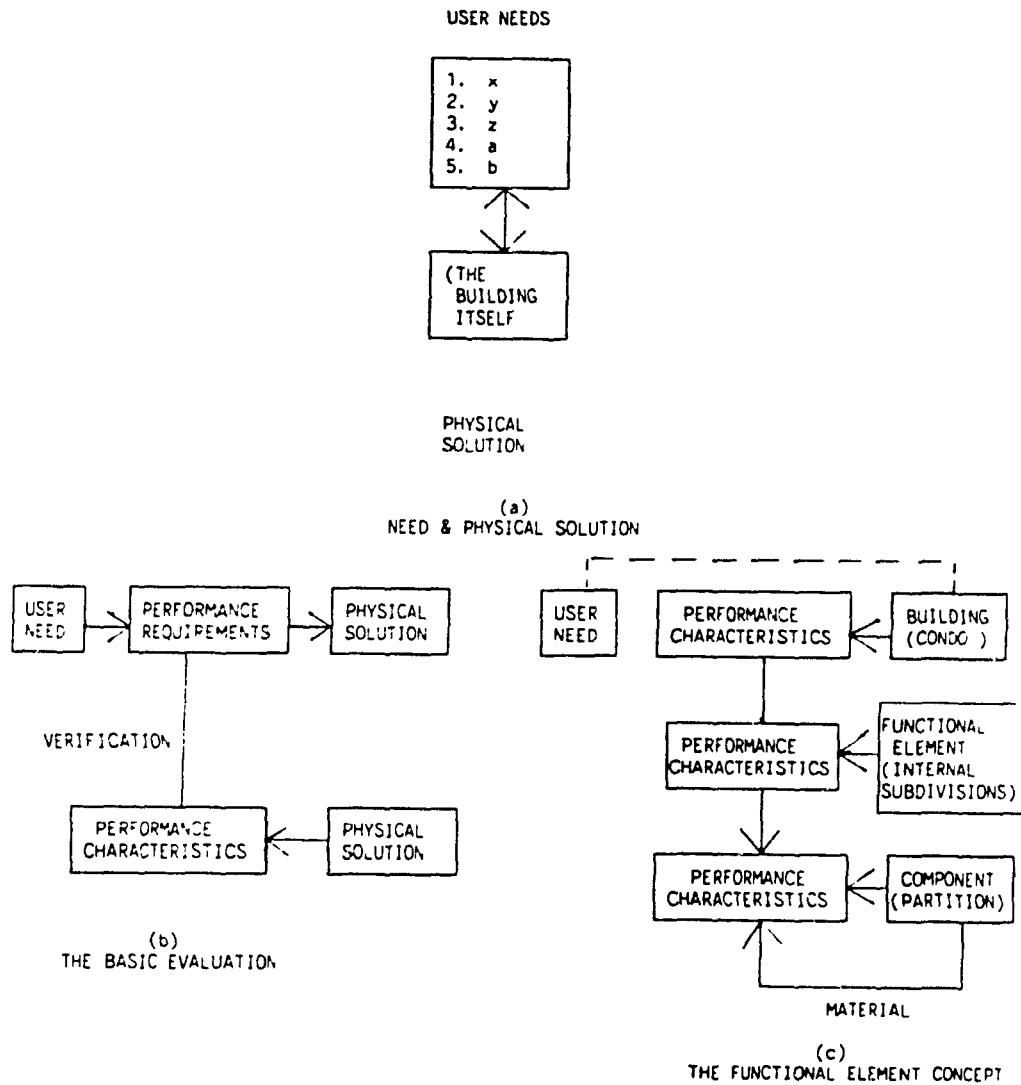 USER NEEDS
1. x
2. y
3. z
4. a
5. b
(THE
BUILDING
ITSELF
PHYSICAL
SOLUTION
(a)
NEED & PHYSICAL SOLUTION
USER
NEED
PERFORMANCE
REQUIREMENTS
PHYSICAL
SOLUTION
VERIFICATION
PERFORMANCE
CHARACTERISTICS
PHYSICAL
SOLUTION
(b)
THE BASIC EVALUATION
USER
NEED
PERFORMANCE
CHARACTERISTICS
BUILDING
(CONDO )
PERFORMANCE
CHARACTERISTICS
FUNCTIONAL
ELEMENT
(INTERNAL
SUBDIVISIONS)
PERFORMANCE
CHARACTERISTICS
COMPONENT
(PARTITION)
MATERIAL
(c)
THE FUNCTIONAL ELEMENT CONCEPT